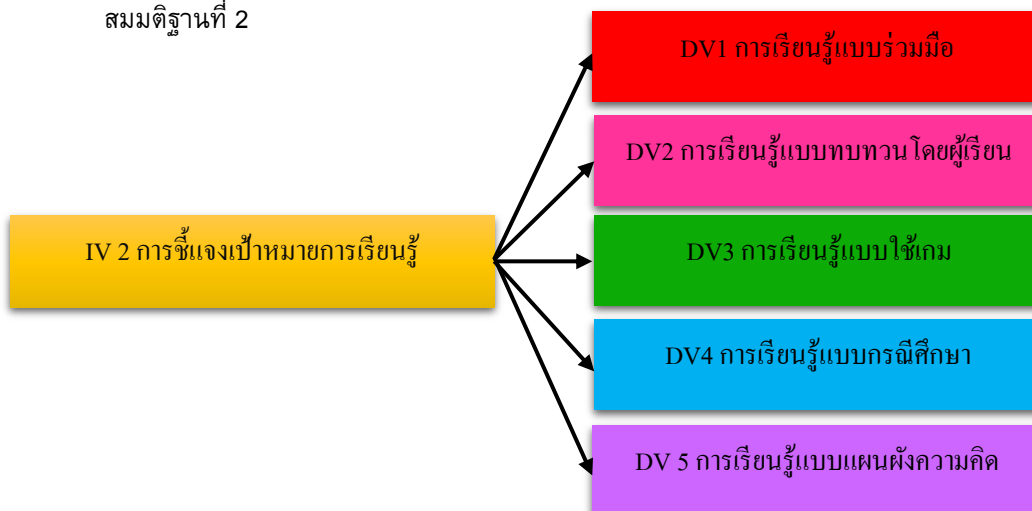 สมมติฐานที่ 2
DV1 การเรียนรู้แบบร่วมมือ
DV2 การเรียนรู้แบบทบทวนโดยผู้เรียน
IV 2 การชี้แจงเป้าหมายการเรียนรู้
DV3 การเรียนรู้แบบใช้เกม
DV4 การเรียนรู้แบบกรณีศึกษา
DV 5 การเรียนรู้แบบแผนผังความคิด